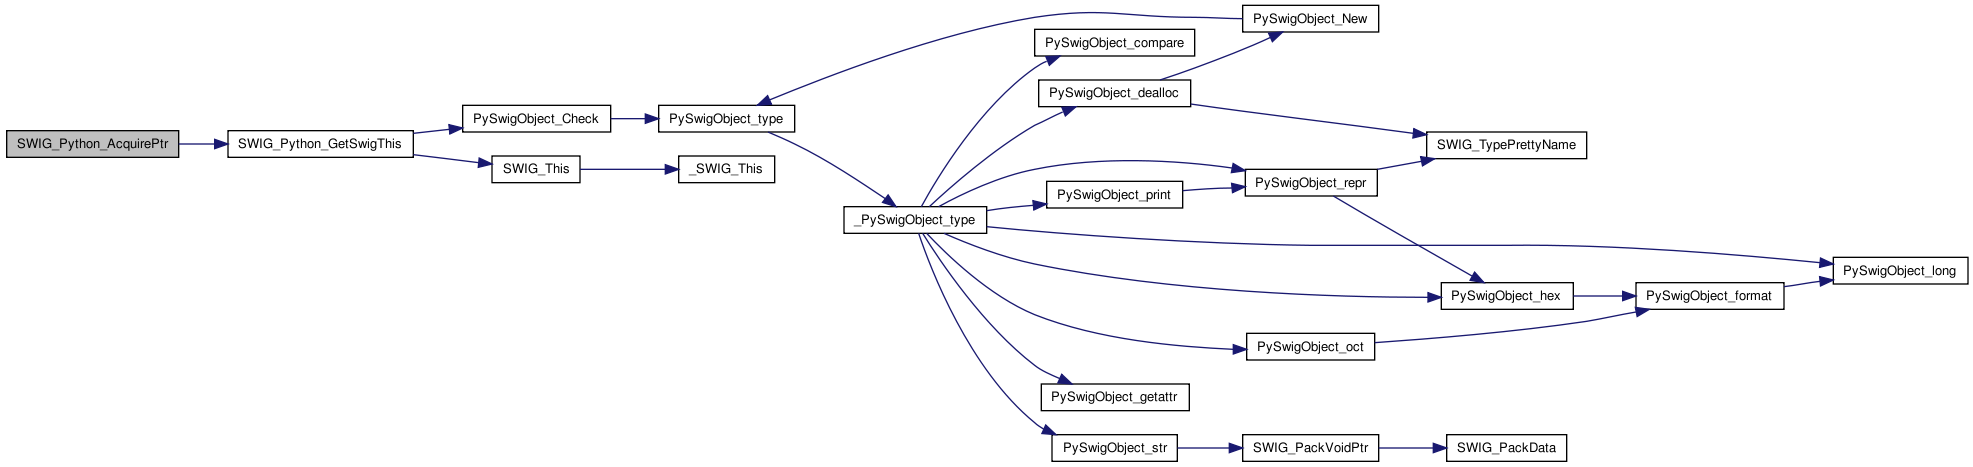 PySwigObject_New
PySwigObject_compare
PySwigObject_dealloc
PySwigObject_Check
PySwigObject_type
SWIG_Python_AcquirePtr
SWIG_Python_GetSwigThis
SWIG_TypePrettyName
SWIG_This
_SWIG_This
PySwigObject_repr
PySwigObject_print
_PySwigObject_type
PySwigObject_long
PySwigObject_hex
PySwigObject_format
PySwigObject_oct
PySwigObject_getattr
PySwigObject_str
SWIG_PackVoidPtr
SWIG_PackData